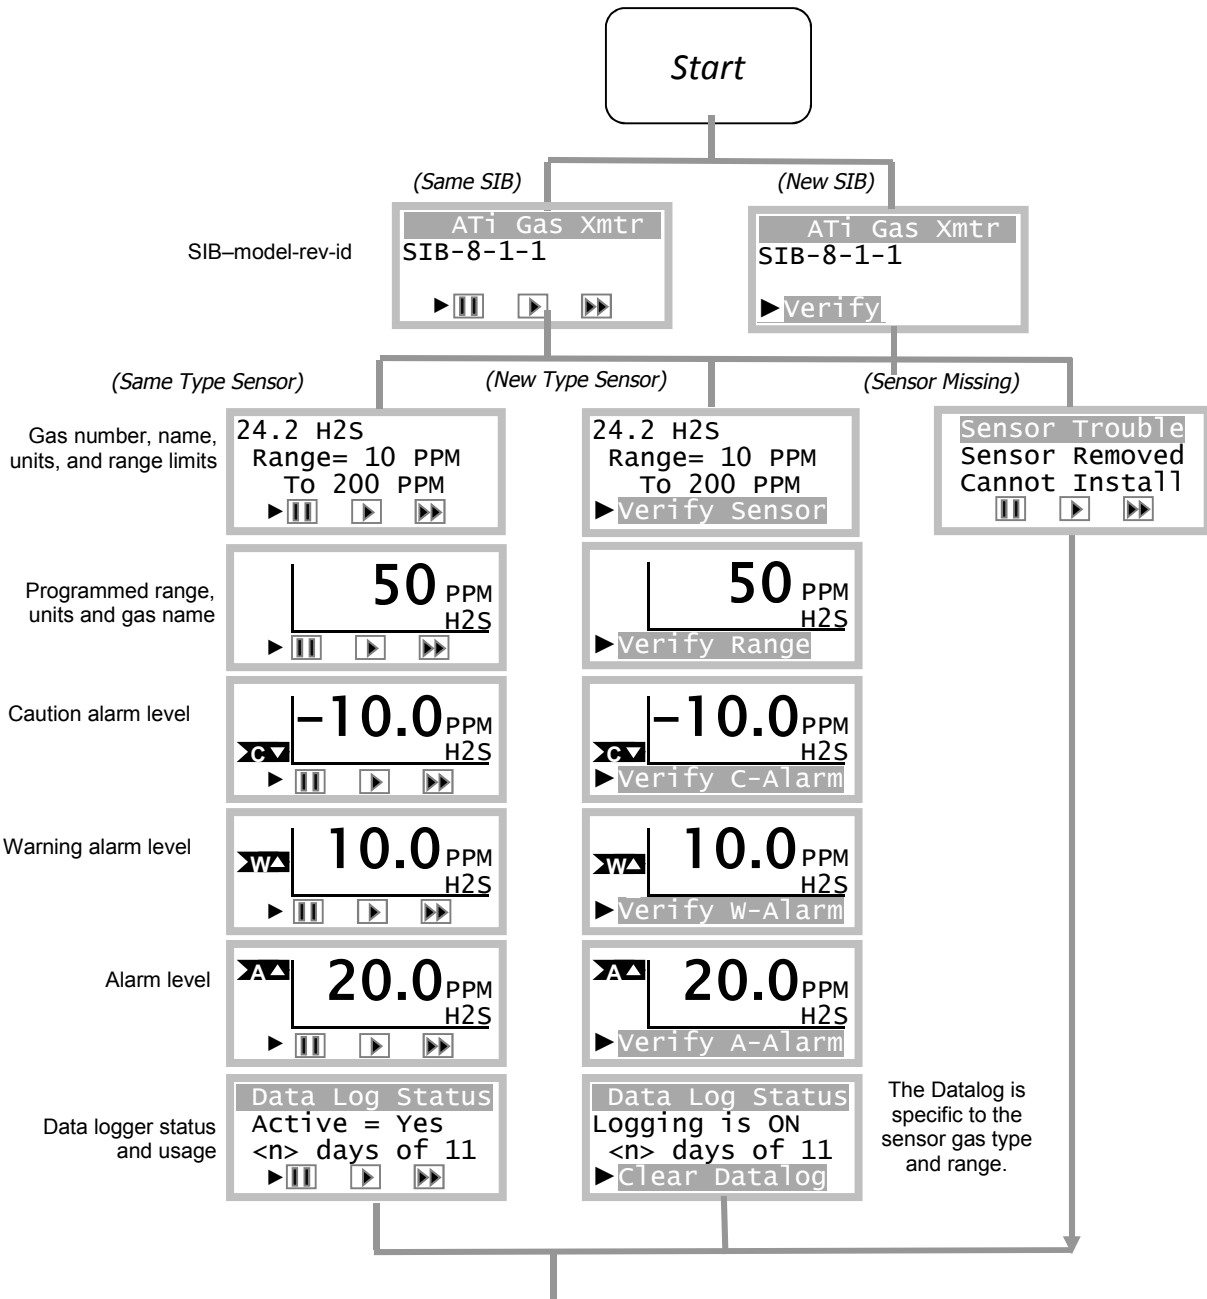 Start
(Same SIB)
(New SIB)
SIB–model-rev-id
ATi Gas Xmtr
SIB-8-1-1
ATi Gas Xmtr
SIB-8-1-1
Verify
(Same Type Sensor)
(New Type Sensor)
(Sensor Missing)
Gas number, name,
units, and range limits
24.2 H2S
Range= 10 PPM
To 200 PPM
24.2 H2S
Range= 10 PPM
To 200 PPM
Verify Sensor
Sensor Trouble
Sensor Removed
Cannot Install
Programmed range,
units and gas name
50 PPM
H2S
50 PPM
H2S
Verify Range
Caution alarm level
-10.0 PPM
H2S
C
-10.0 PPM
H2S
C
Verify C-Alarm
Warning alarm level
10.0 PPM
W
H2S
10.0 PPM
W
H2S
Verify W-Alarm
Alarm level
A
20.0 PPM
H2S
A
20.0 PPM
H2S
Verify A-Alarm
Data logger status
and usage
Data Log Status
Active = Yes
<n> days of 11
Data Log Status
Logging is ON
<n> days of 11
Clear Datalog
The Datalog is
specific to the
sensor gas type
and range.